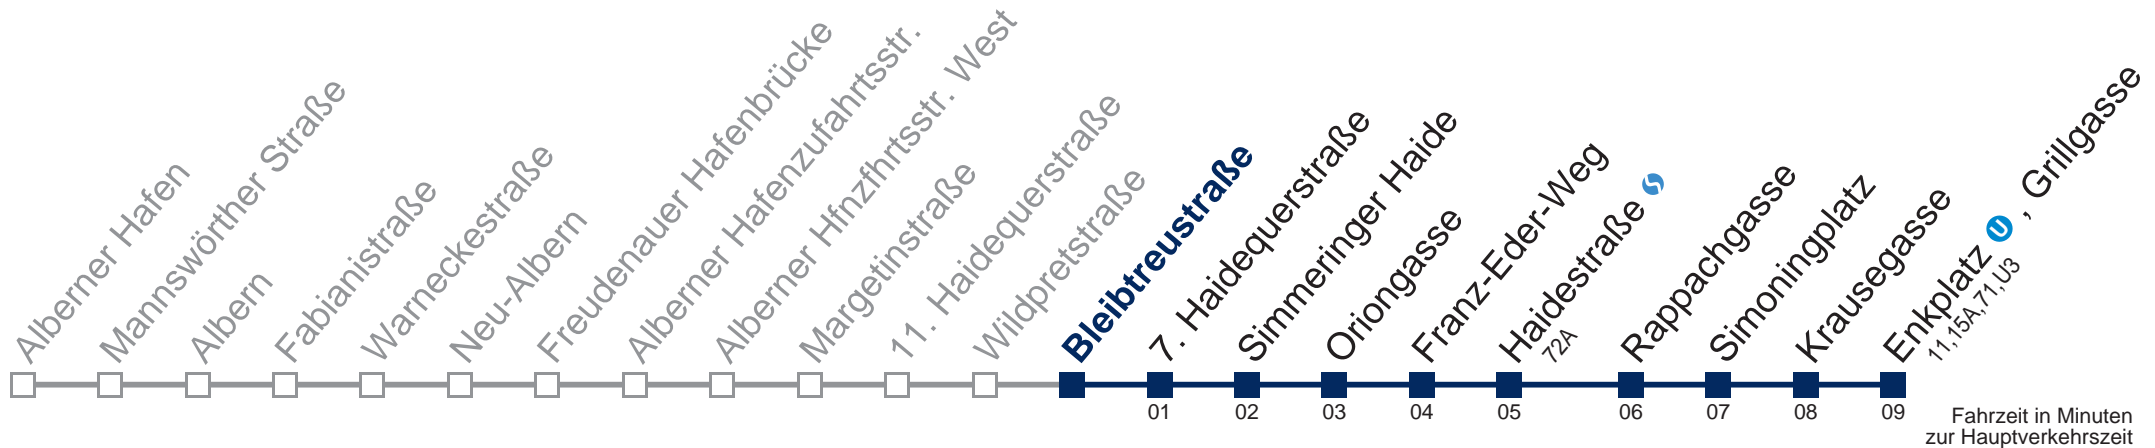 Alberner Hafen
Mannswörther Straße
Albern
Fabianistraße
Warneckestraße
Neu-Albern
Freudenauer Hafenbrücke
Alberner Hafenzufahrtsstr.
Alberner Hfnzfhrtsstr. West
Margetinstraße
11. Haidequerstraße
Wildpretstraße
Bleibtreustraße
7. Haidequerstraße
Simmeringer Haide
Oriongasse
Franz-Eder-Weg
Haidestraße S
72A
Rappachgasse
Simoningplatz
Krausegasse
Enkplatz U, Grillgasse
11,15A,71,U3
01 02 03 04 05 06 07 08 09
Fahrzeit in Minuten
zur Hauptverkehrszeit